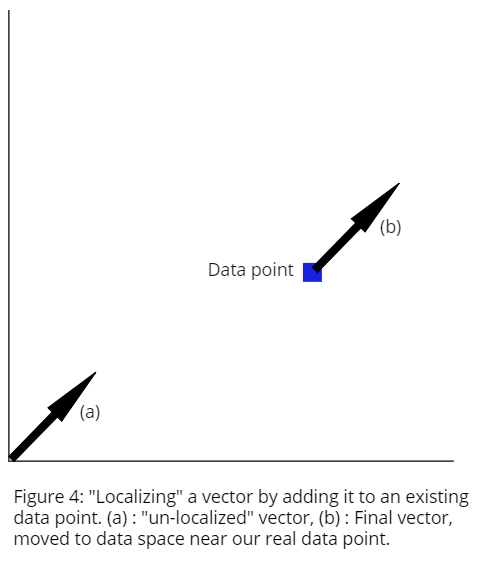 (b)
Data point
(a)
Figure 4: "Localizing" a vector by adding it to an existing
data point. (a) : "un-localized" vector, (b) : Final vector,
moved to data space near our real data point.